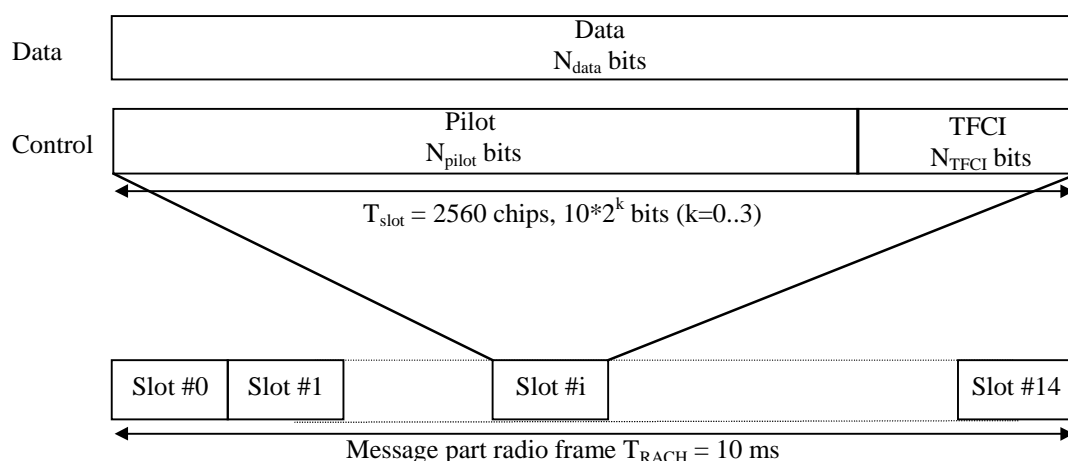 Data
Data
N_data bits
Control
Pilot
N_pilot bits
TFCI
N_TFCI bits
T_slot = 2560 chips, 10*2^k bits (k=0..3)
Slot #0
Slot #1
Slot #i
Slot #14
Message part radio frame T_RACH = 10 ms